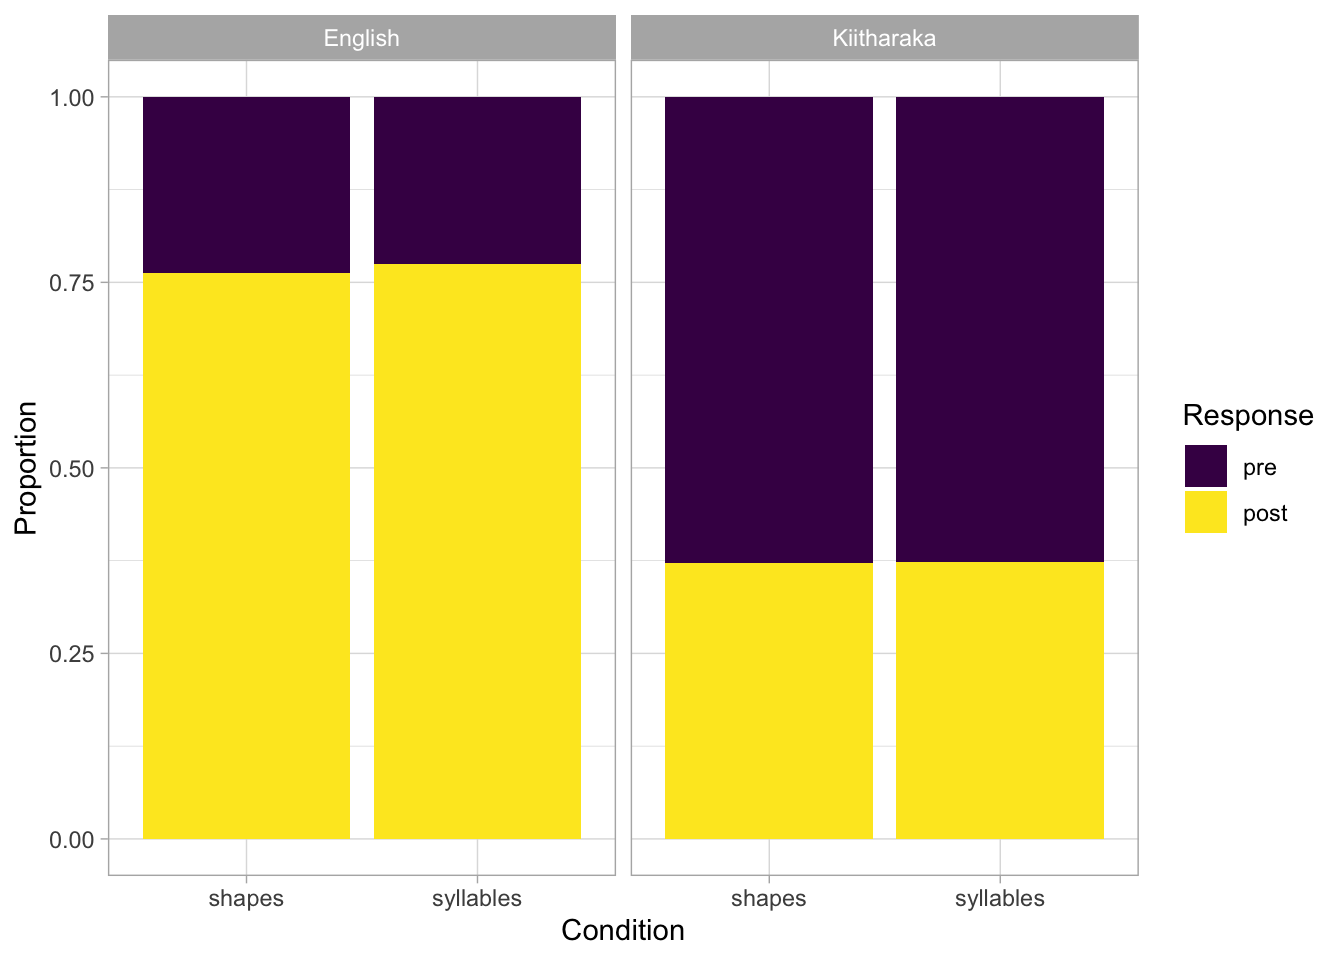 English
Kiitharaka
1.00
0.75
0.50
0.25
0.00
Proportion
shapes
syllables
shapes
syllables
Condition
Response
pre
post